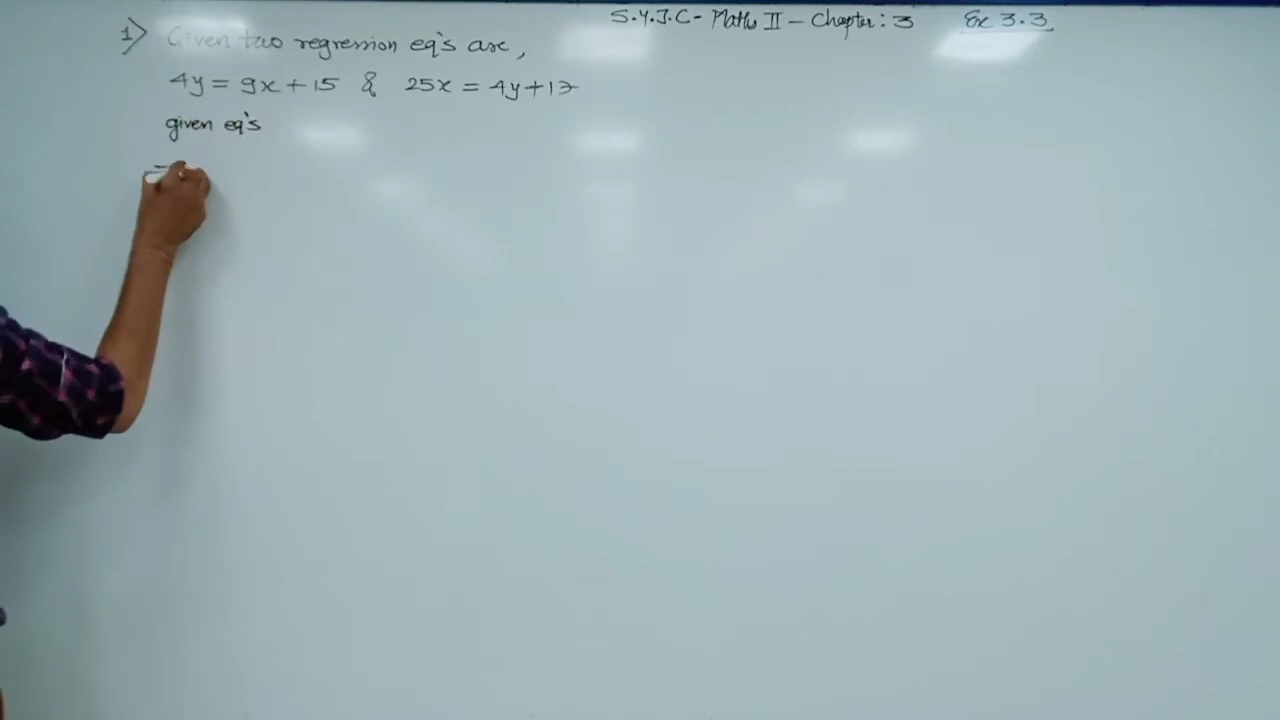 S.Y.J.C - Maths II - Chapter : 3 Ex 3.3
1) Given two regression eq's are,
4y = 9x + 15 & 25x = 4y + 17
given eq's